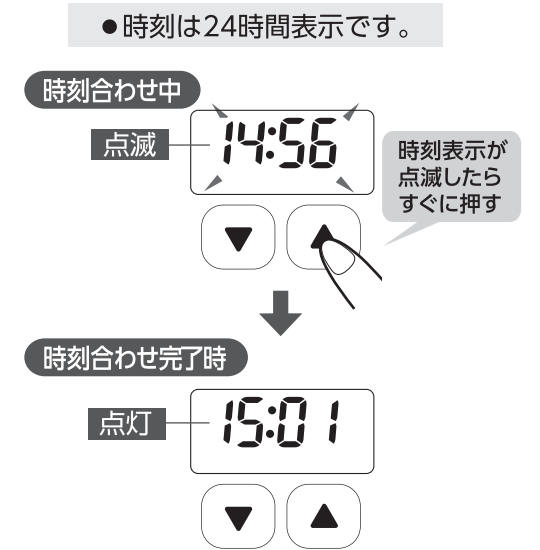 ●時刻は24時間表示です。
時刻合わせ中
点滅
14:56
時刻表示が
点滅したら
すぐに押す
▼ ▲
時刻合わせ完了時
点灯
15:01
▼ ▲